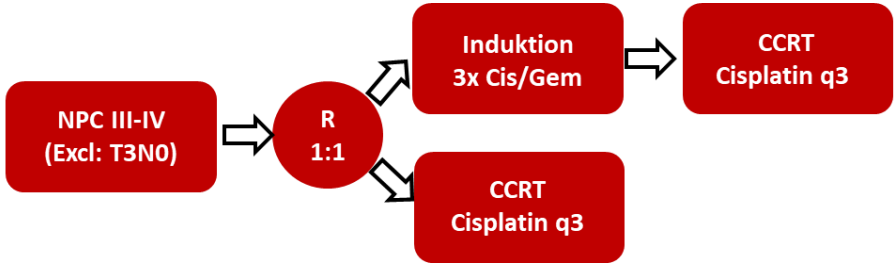 NPC III-IV
(Excl: T3N0)
R
1:1
Induktion
3x Cis/Gem
CCRT
Cisplatin q3
CCRT
Cisplatin q3